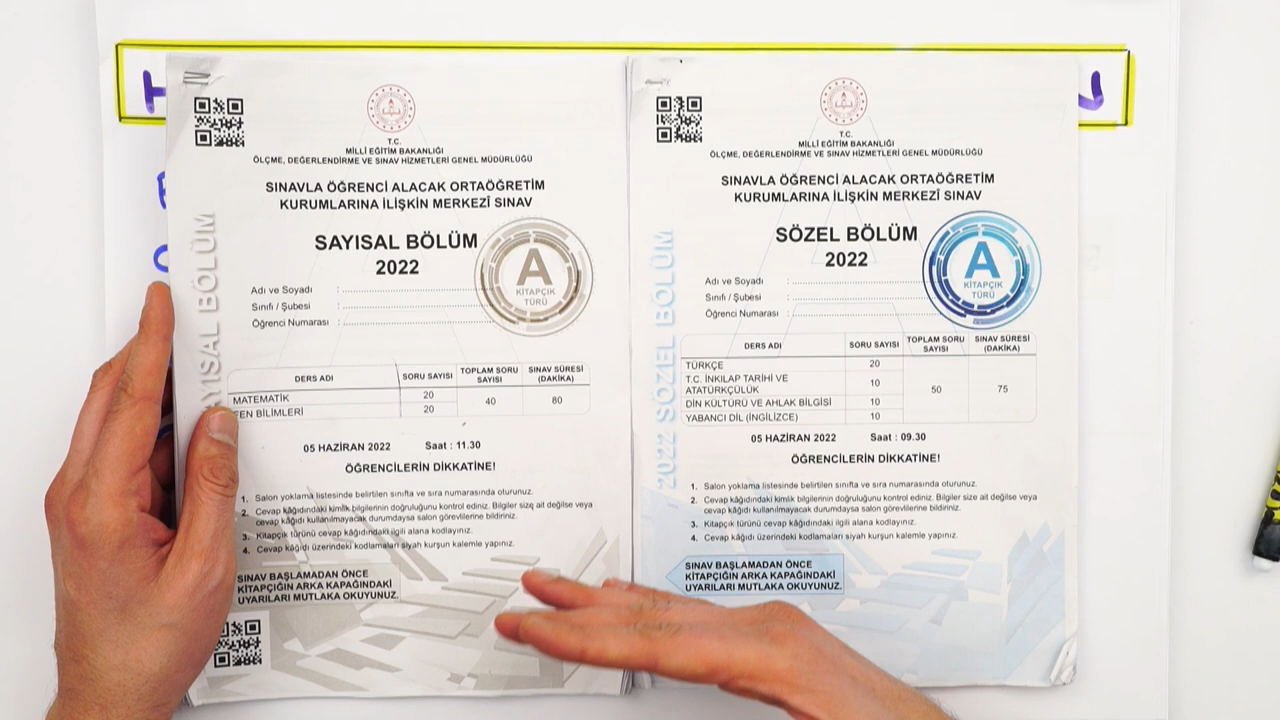 T.C.
MİLLİ EĞİTİM BAKANLIĞI
ÖLÇME, DEĞERLENDİRME VE SINAV HİZMETLERİ GENEL MÜDÜRLÜĞÜ
SINAVLA ÖĞRENCİ ALACAK ORTAÖĞRETİM
KURUMLARINA İLİŞKİN MERKEZÎ SINAV
SAYISAL BÖLÜM
2022
A
KİTAPÇIK
TÜRÜ
Adı ve Soyadı :
Sınıfı / Şubesi :
Öğrenci Numarası :
DERS ADI SORU SAYISI TOPLAM SORU SAYISI SINAV SÜRESİ (DAKİKA)
MATEMATİK 20 40 80
FEN BİLİMLERİ 20
05 HAZİRAN 2022 Saat : 11.30
ÖĞRENCİLERİN DİKKATİNE!
1. Salon yoklama listesinde belirtilen sınıfta ve sıra numarasında oturunuz.
2. Cevap kâğıdındaki kimlik bilgilerinin doğruluğunu kontrol ediniz. Bilgiler size ait değilse veya
cevap kâğıdı kullanılmayacak durumdaysa salon görevlilerine bildiriniz.
3. Kitapçık türünü cevap kâğıdındaki ilgili alana kodlayınız.
4. Cevap kâğıdı üzerindeki kodlamaları siyah kurşun kalemle yapınız.
SINAV BAŞLAMADAN ÖNCE
KİTAPÇIĞIN ARKA KAPAĞINDAKİ
UYARILARI MUTLAKA OKUYUNUZ.
BÖLÜM
T.C.
MİLLİ EĞİTİM BAKANLIĞI
ÖLÇME, DEĞERLENDİRME VE SINAV HİZMETLERİ GENEL MÜDÜRLÜĞÜ
SINAVLA ÖĞRENCİ ALACAK ORTAÖĞRETİM
KURUMLARINA İLİŞKİN MERKEZÎ SINAV
SÖZEL BÖLÜM
2022
A
KİTAPÇIK
TÜRÜ
Adı ve Soyadı :
Sınıfı / Şubesi :
Öğrenci Numarası :
DERS ADI SORU SAYISI TOPLAM SORU SAYISI SINAV SÜRESİ (DAKİKA)
TÜRKÇE 20 50 75
T.C. İNKILAP TARİHİ VE
ATATÜRKÇÜLÜK 10
DİN KÜLTÜRÜ VE AHLAK BİLGİSİ 10
YABANCI DİL (İNGİLİZCE) 10
05 HAZİRAN 2022 Saat : 09.30
ÖĞRENCİLERİN DİKKATİNE!
1. Salon yoklama listesinde belirtilen sınıfta ve sıra numarasında oturunuz.
2. Cevap kâğıdındaki kimlik bilgilerinin doğruluğunu kontrol ediniz. Bilgiler size ait değilse veya
cevap kâğıdı kullanılmayacak durumdaysa salon görevlilerine bildiriniz.
3. Kitapçık türünü cevap kâğıdındaki ilgili alana kodlayınız.
4. Cevap kâğıdı üzerindeki kodlamaları siyah kurşun kalemle yapınız.
SINAV BAŞLAMADAN ÖNCE
KİTAPÇIĞIN ARKA KAPAĞINDAKİ
UYARILARI MUTLAKA OKUYUNUZ.
2022 SÖZEL BÖLÜM